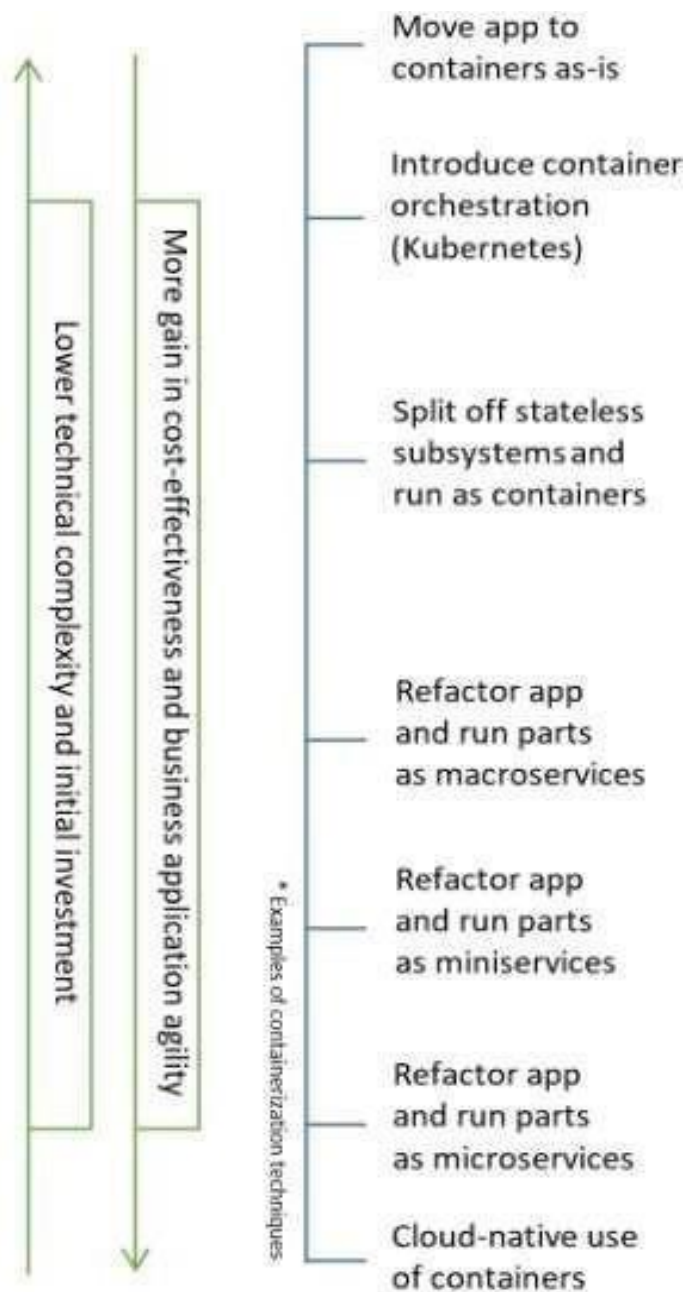 Move app to
containers as-is
Introduce container
orchestration
(Kubernetes)
Split off stateless
subsystems and
run as containers
Refactor app
and run parts
as macroservices
Refactor app
and run parts
as miniservices
Refactor app
and run parts
as microservices
Cloud-native use
of containers
Lower technical complexity and initial investment
More gain in cost-effectiveness and business application agility
* Examples of containerization techniques